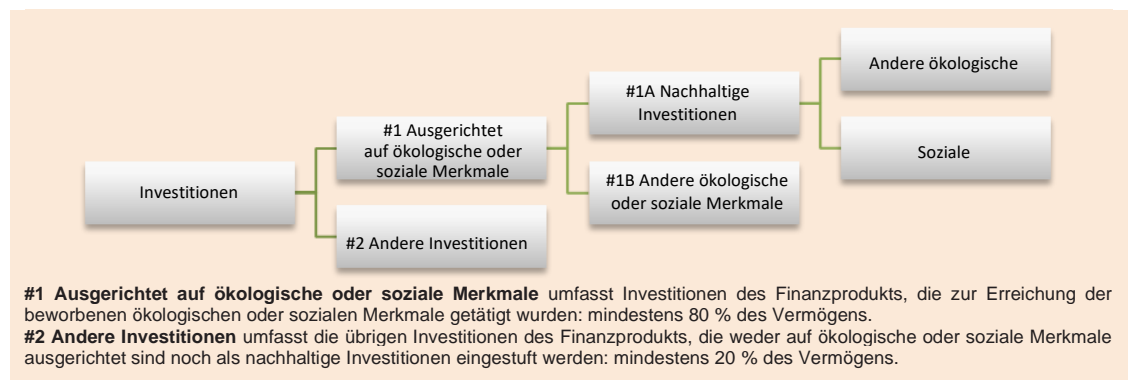 Investitionen
#1 Ausgerichtet
auf ökologische oder
soziale Merkmale
#2 Andere Investitionen
#1A Nachhaltige
Investitionen
#1B Andere ökologische
oder soziale Merkmale
Andere ökologische
Soziale
#1 Ausgerichtet auf ökologische oder soziale Merkmale umfasst Investitionen des Finanzprodukts, die zur Erreichung der
beworbenen ökologischen oder sozialen Merkmale getätigt wurden: mindestens 80 % des Vermögens.
#2 Andere Investitionen umfasst die übrigen Investitionen des Finanzprodukts, die weder auf ökologische oder soziale Merkmale
ausgerichtet sind noch als nachhaltige Investitionen eingestuft werden: mindestens 20 % des Vermögens.